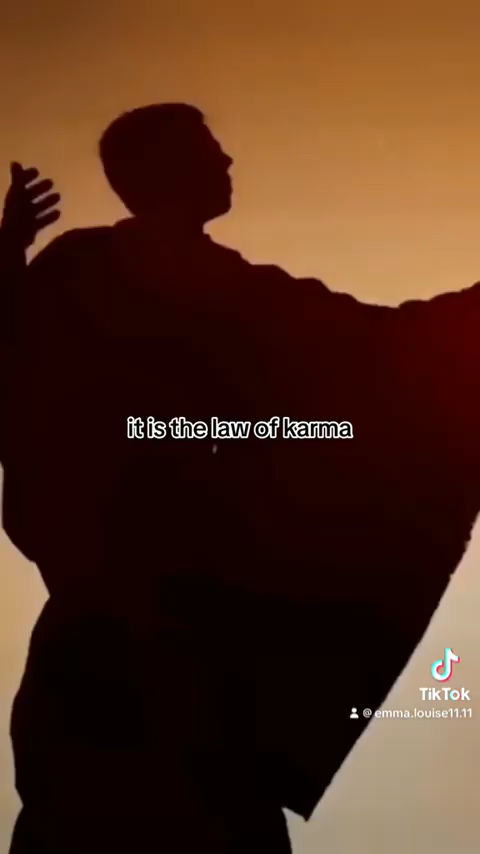 it is the law of karma
TikTok
@ emma.louise11.11